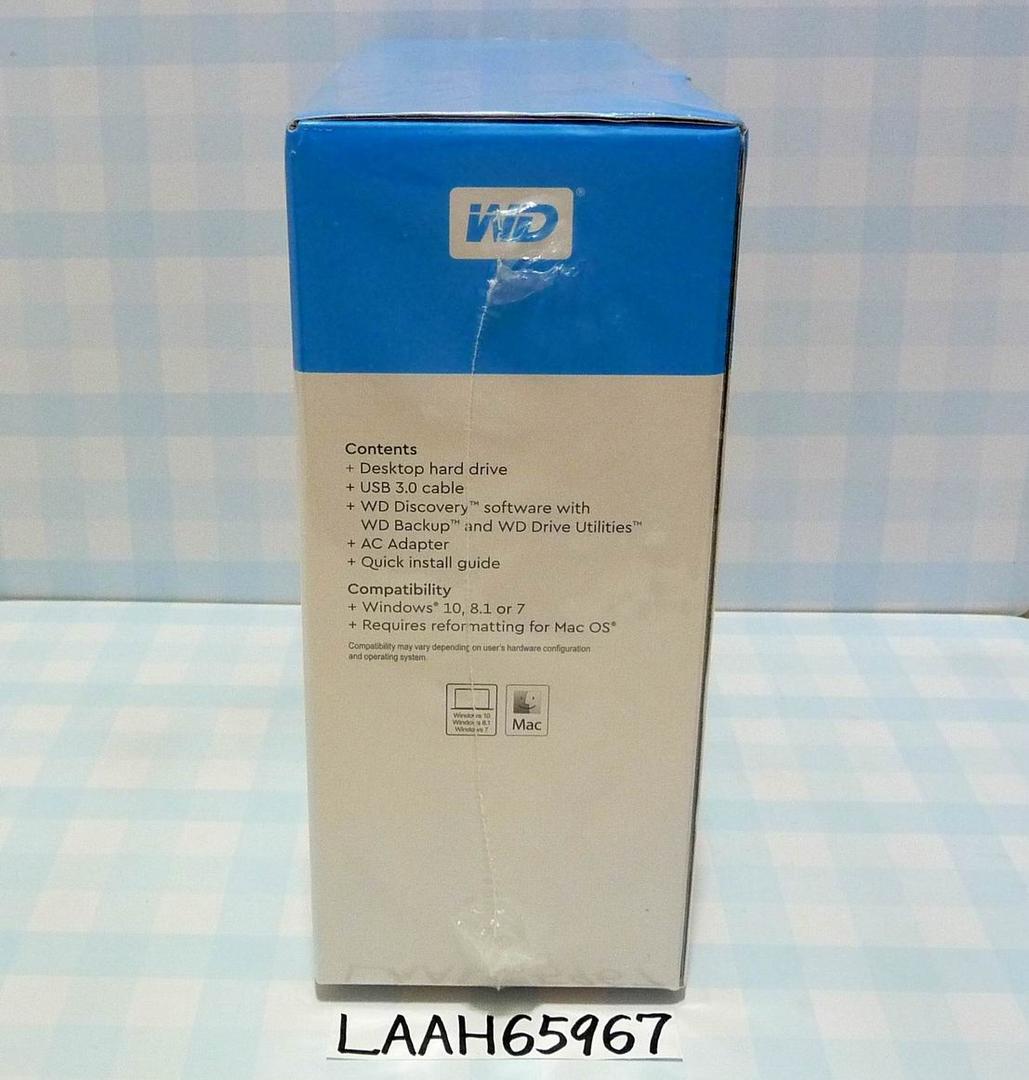 WD®
Contents
+ Desktop hard drive
+ USB 3.0 cable
+ WD Discovery™ software with
WD Backup™ and WD Drive Utilities™
+ AC Adapter
+ Quick install guide
Compatibility
+ Windows® 10, 8.1 or 7
+ Requires reformatting for Mac OS®
Compatibility may vary depending on user's hardware configuration
and operating system.
Windows 10
Windows 8.1
Windows 7
Mac
LAAH65967